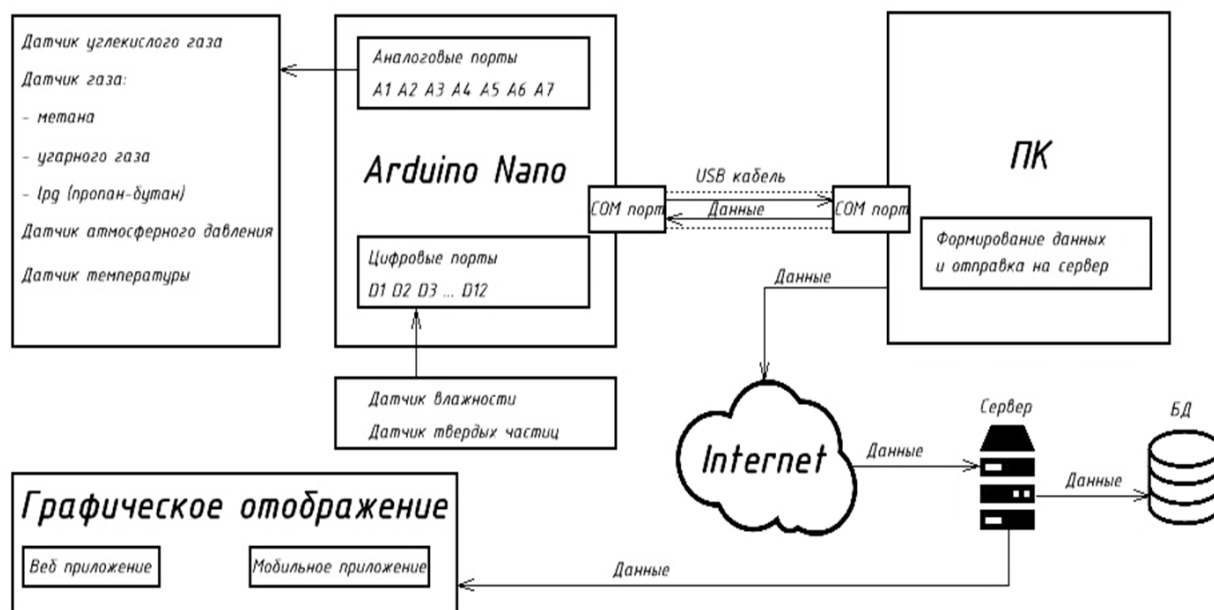 Датчик углекислого газа
Датчик газа:
- метана
- угарного газа
- lpg (пропан-бутан)
Датчик атмосферного давления
Датчик температуры
Аналоговые порты
A1 A2 A3 A4 A5 A6 A7
Arduino Nano
Цифровые порты
D1 D2 D3 ... D12
COM порт
USB кабель
Данные
COM порт
ПК
Формирование данных
и отправка на сервер
Данные
Датчик влажности
Датчик твердых частиц
Internet
Данные
Сервер
Данные
БД
Графическое отображение
Веб приложение
Мобильное приложение
Данные